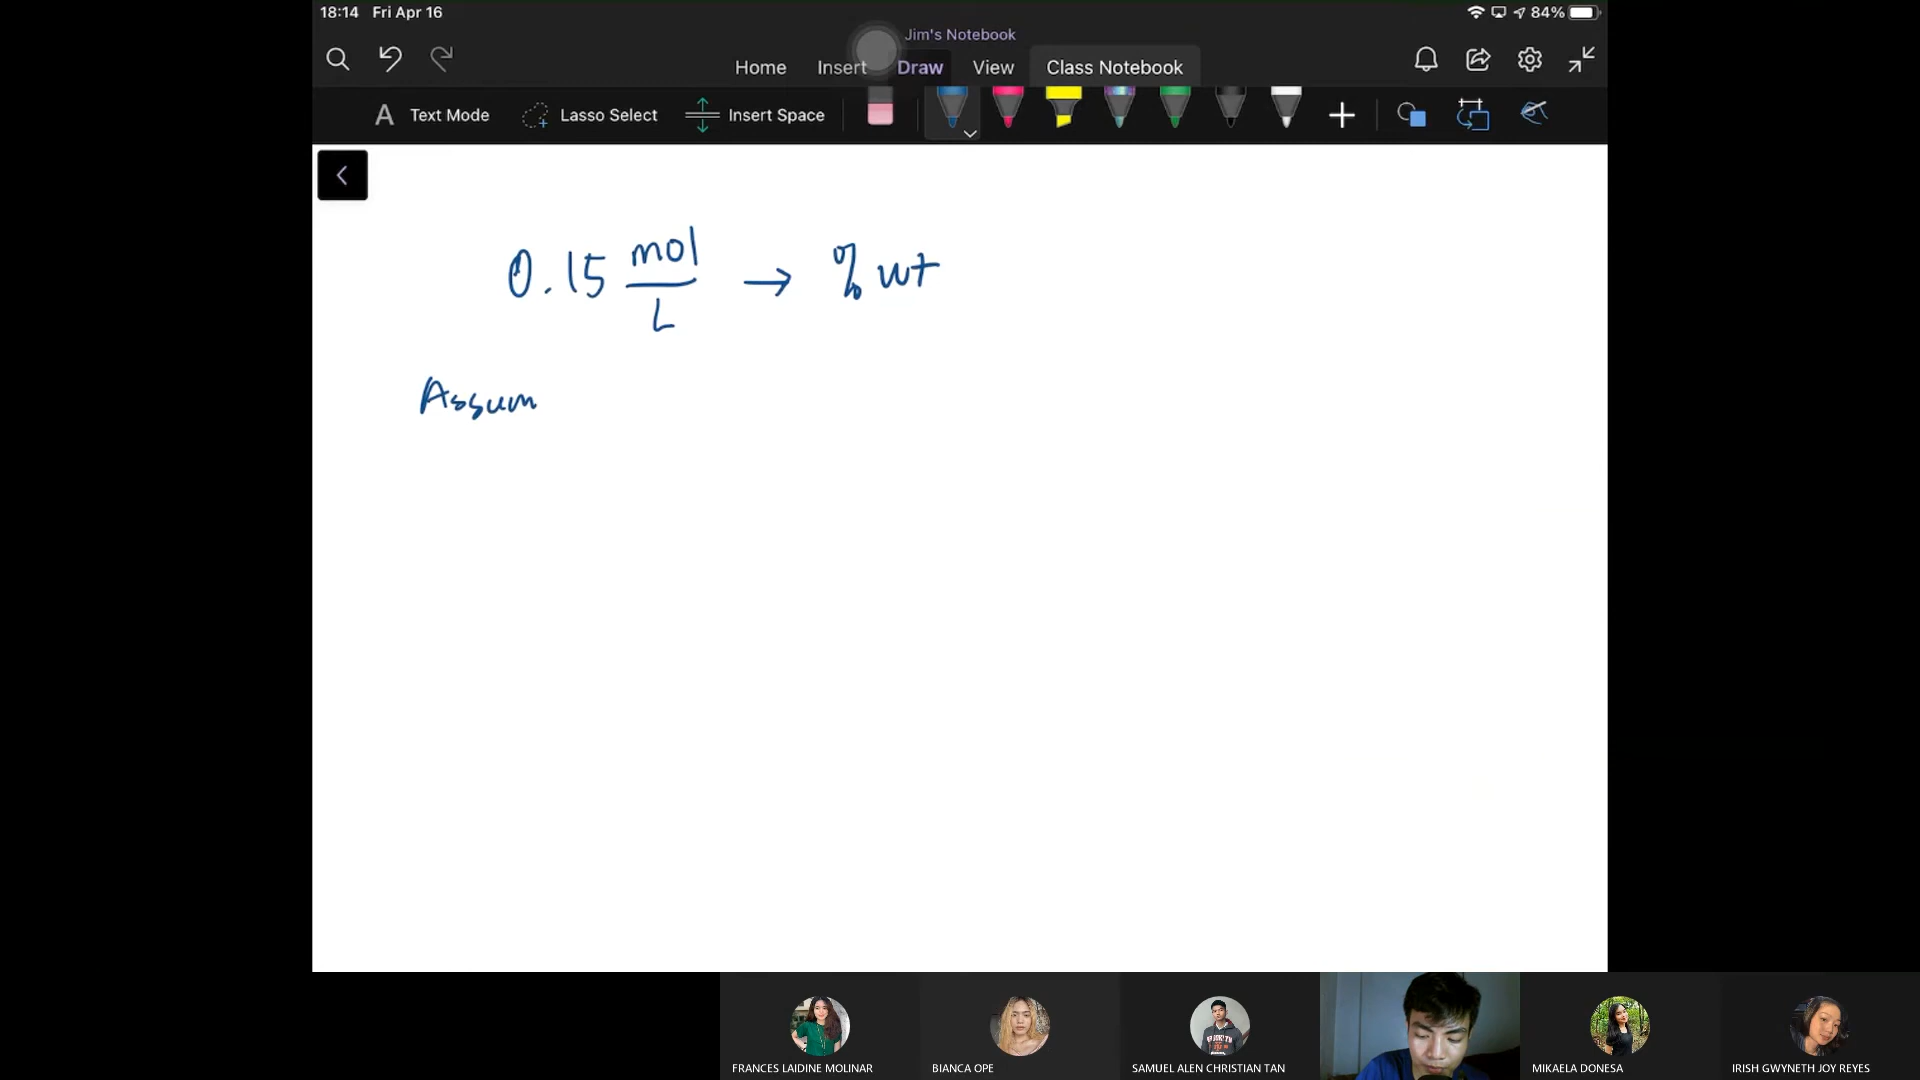 18:14 Fri Apr 16
84%
Jim's Notebook
Home Insert Draw View Class Notebook
A Text Mode Lasso Select Insert Space
0.15 mol/L → % wt
Assum
FRANCES LAIDINE MOLINAR BIANCA OPE SAMUEL ALEN CHRISTIAN TAN MIKAELA DONESA IRISH GWYNETH JOY REYES